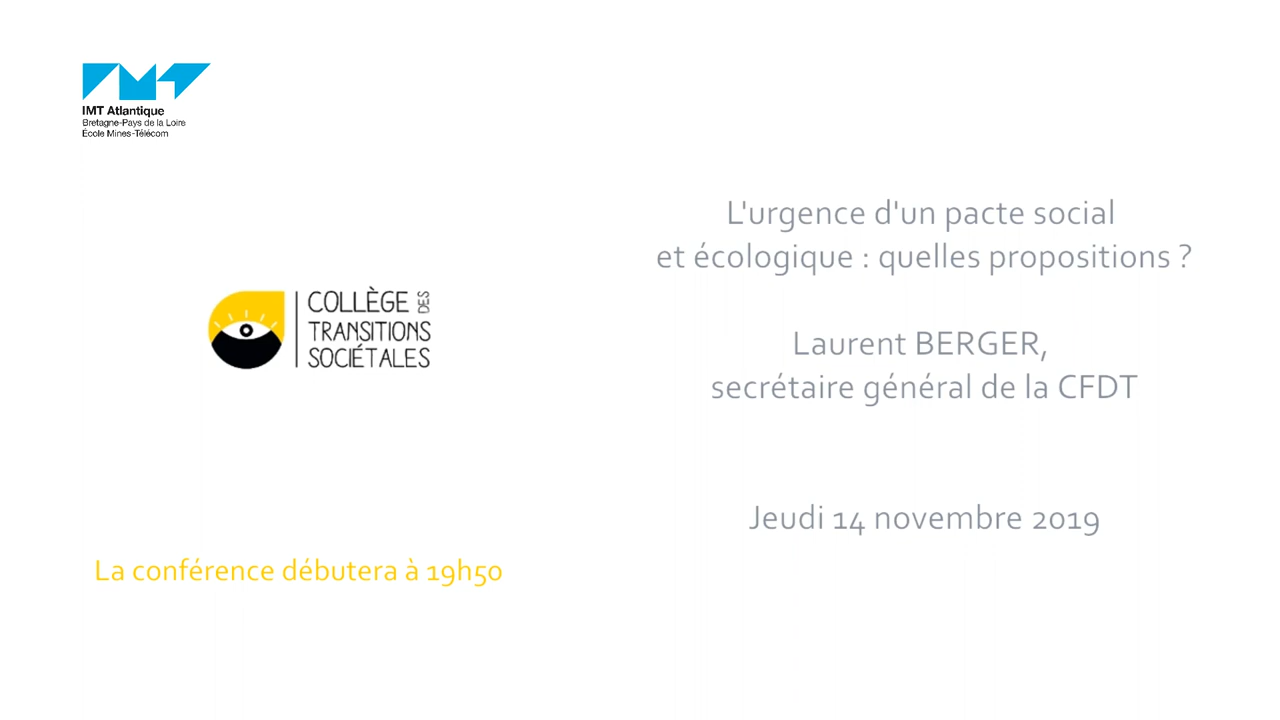 IMT Atlantique
Bretagne-Pays de la Loire
École Mines-Télécom
COLLÈGE DES
TRANSITIONS
SOCIÉTALES
La conférence débutera à 19h50
L'urgence d'un pacte social
et écologique : quelles propositions ?
Laurent BERGER,
secrétaire général de la CFDT
Jeudi 14 novembre 2019